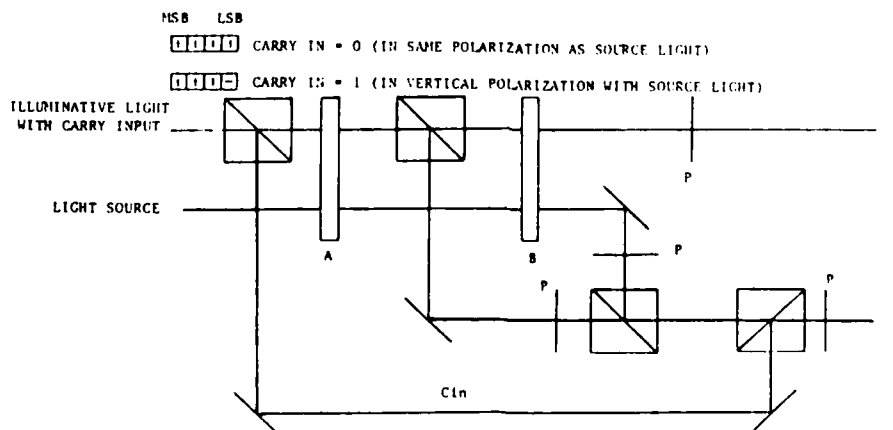 MSB LSB
↑ ↑ ↑ ↑ CARRY IN = 0 (IN SAME POLARIZATION AS SOURCE LIGHT)
↑ ↑ ↑ − CARRY IN = 1 (IN VERTICAL POLARIZATION WITH SOURCE LIGHT)
ILLUMINATIVE LIGHT
WITH CARRY INPUT
P
LIGHT SOURCE
A
B
P
P
P
Cin